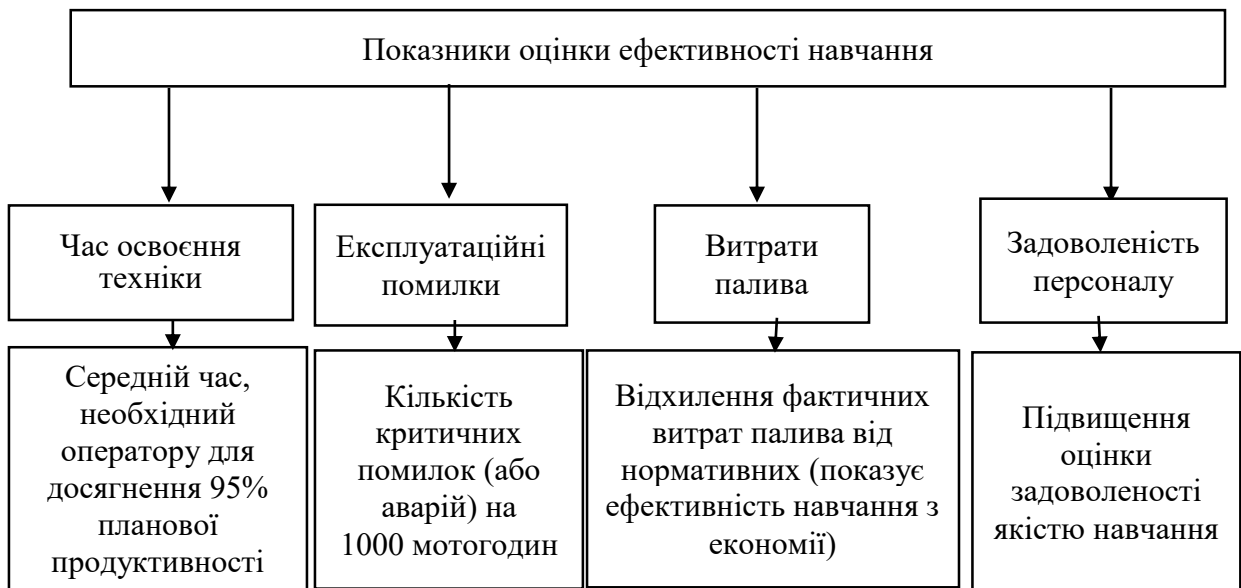 Показники оцінки ефективності навчання
Час освоєння
техніки
Експлуатаційні
помилки
Витрати
палива
Задоволеність
персоналу
Середній час,
необхідний
оператору для
досягнення 95%
планової
продуктивності
Кількість
критичних
помилок (або
аварій) на
1000 мотогодин
Відхилення фактичних
витрат палива від
нормативних (показує
ефективність навчання з
економії)
Підвищення
оцінки
задоволеності
якістю навчання